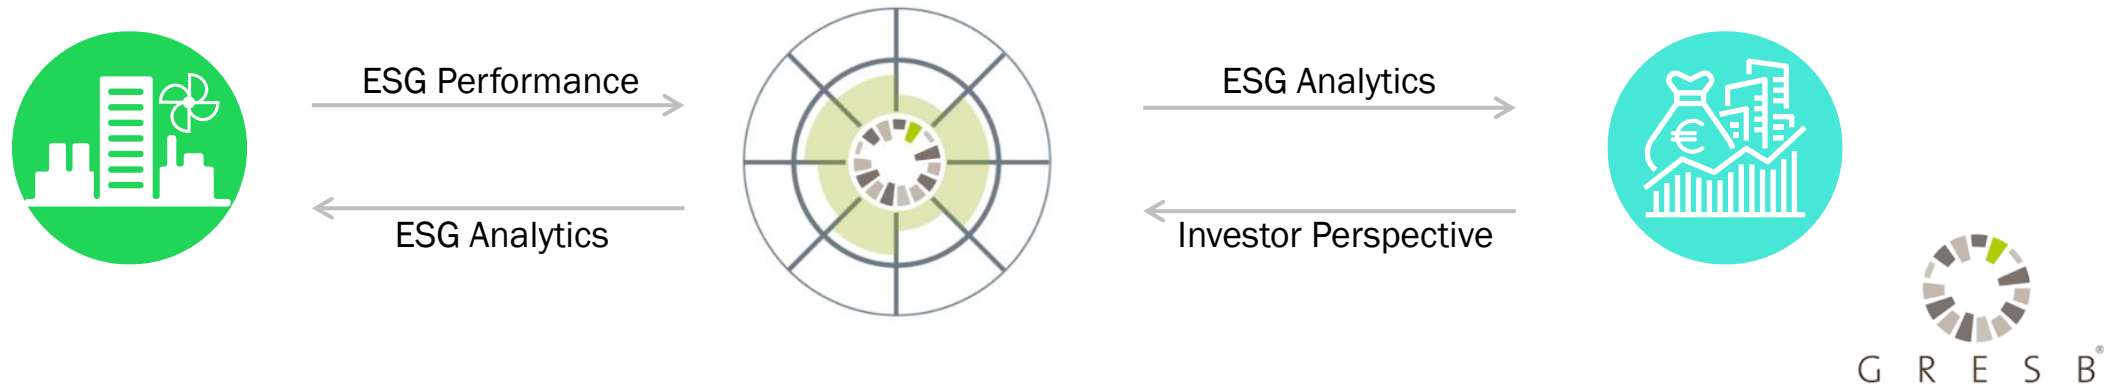 ESG Performance
ESG Analytics
ESG Analytics
Investor Perspective
€
GRESB®